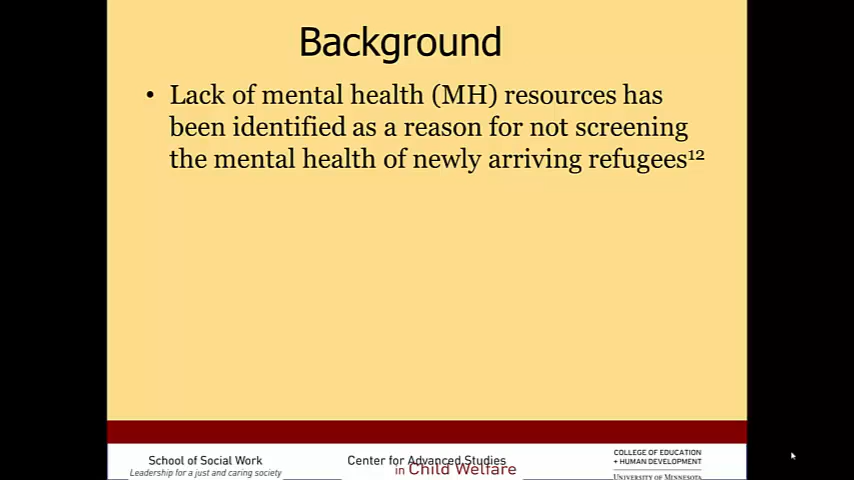 Background
• Lack of mental health (MH) resources has
been identified as a reason for not screening
the mental health of newly arriving refugees¹²
School of Social Work
Leadership for a just and caring society
Center for Advanced Studies
in Child Welfare
COLLEGE OF EDUCATION
+ HUMAN DEVELOPMENT
UNIVERSITY OF MINNESOTA